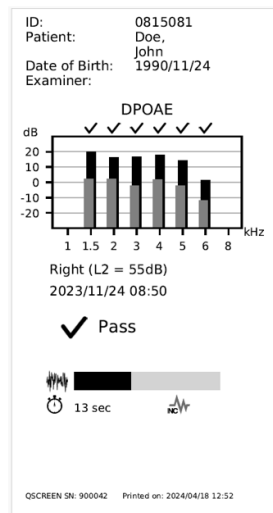 ID: 0815081
Patient: Doe,
John
Date of Birth: 1990/11/24
Examiner:
DPOAE
dB
20
10
0
-10
-20
kHz
1 1.5 2 3 4 5 6 8
Right (L2 = 55dB)
2023/11/24 08:50
Pass
13 sec
NC
QSCREEN SN: 900042 Printed on: 2024/04/18 12:52